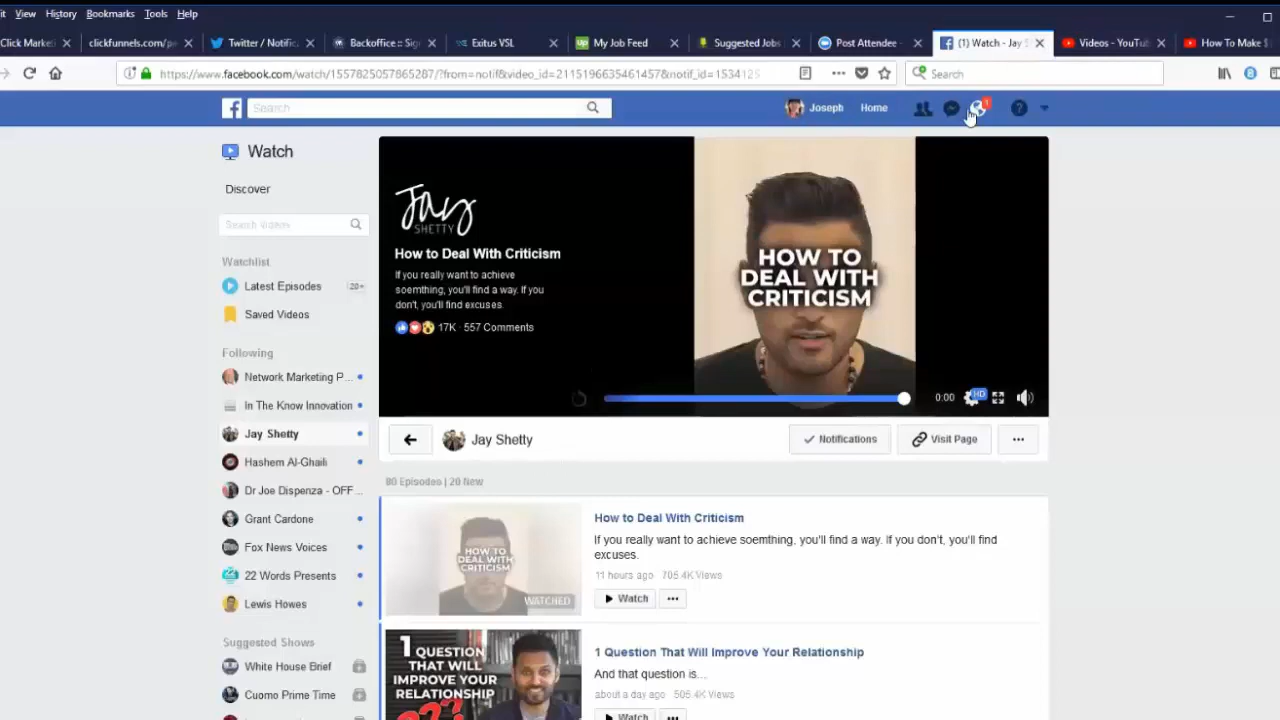 it View History Bookmarks Tools Help
Click Market
clickfunnels.com/pe
Twitter / Notific
Backoffice :: Sign
Exitus VSL
My Job Feed
Suggested Jobs
Post Attendee -
(1) Watch - Jay S
Videos - YouTub
How To Make $
https://www.facebook.com/watch/1557825057865287/?from=notif&video_id=2115196635461457&notif_id=1534125
Search
Search
Joseph Home
1
Watch
Discover
Search Videos
Watchlist
Latest Episodes 20+
Saved Videos
Following
Network Marketing P...
In The Know Innovation
Jay Shetty
Hashem Al-Ghaili
Dr Joe Dispenza - OFF...
Grant Cardone
Fox News Voices
22 Words Presents
Lewis Howes
Suggested Shows
White House Brief
Cuomo Prime Time
Jay
SHETTY
How to Deal With Criticism
If you really want to achieve
soemthing, you'll find a way. If you
don't, you'll find excuses.
17K · 557 Comments
HOW TO
DEAL WITH
CRITICISM
0:00
HD
Jay Shetty
Notifications
Visit Page
80 Episodes | 20 New
HOW TO
DEAL WITH
CRITICISM
WATCHED
How to Deal With Criticism
If you really want to achieve soemthing, you'll find a way. If you don't, you'll find
excuses.
11 hours ago 705.4K Views
Watch
1 QUESTION
THAT WILL
IMPROVE YOUR
RELATIONSHIP
???
1 Question That Will Improve Your Relationship
And that question is...
about a day ago 505.4K Views
Watch